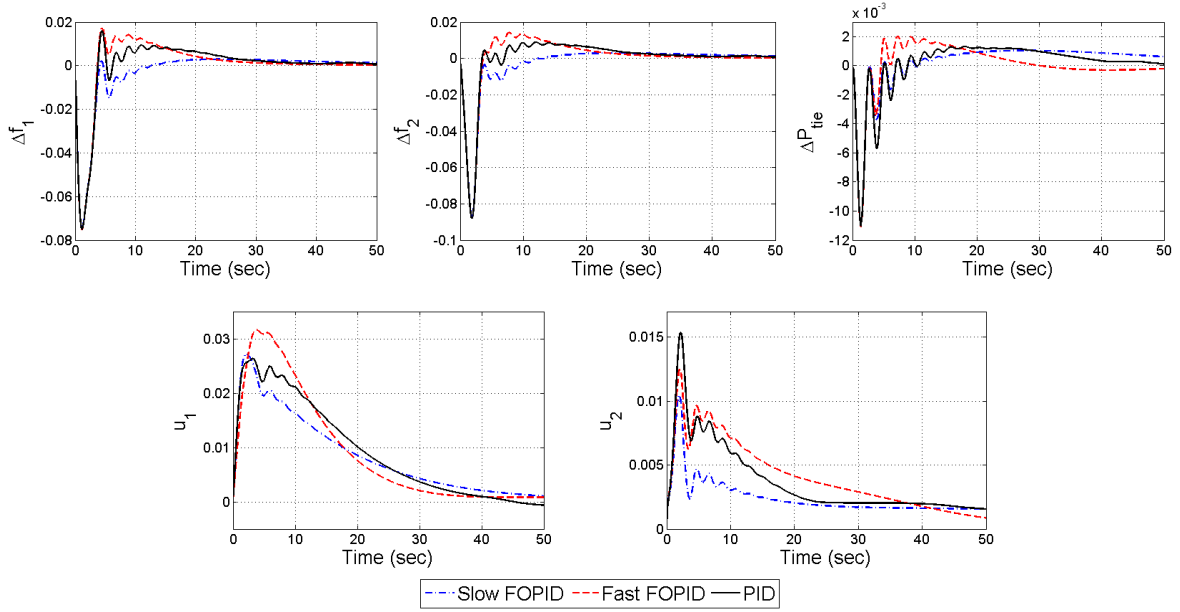 0.02
0
-0.02
-0.04
-0.06
-0.08
Δf1
0 10 20 30 40 50
Time (sec)
0.02
0
-0.02
-0.04
-0.06
-0.08
-0.1
Δf2
0 10 20 30 40 50
Time (sec)
x 10^-3
2
0
-2
-4
-6
-8
-10
-12
ΔPtie
0 10 20 30 40 50
Time (sec)
0.03
0.02
0.01
0
u1
0 10 20 30 40 50
Time (sec)
0.015
0.01
0.005
0
u2
0 10 20 30 40 50
Time (sec)
Slow FOPID Fast FOPID PID